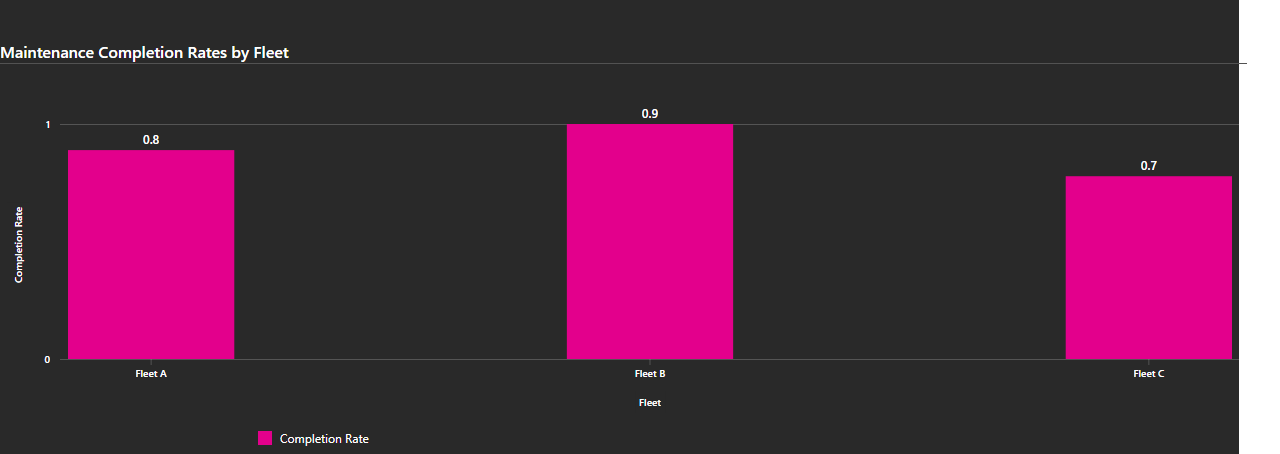 Maintenance Completion Rates by Fleet
0.9
1
0.8
0.7
Completion Rate
0
Fleet A
Fleet B
Fleet C
Fleet
Completion Rate